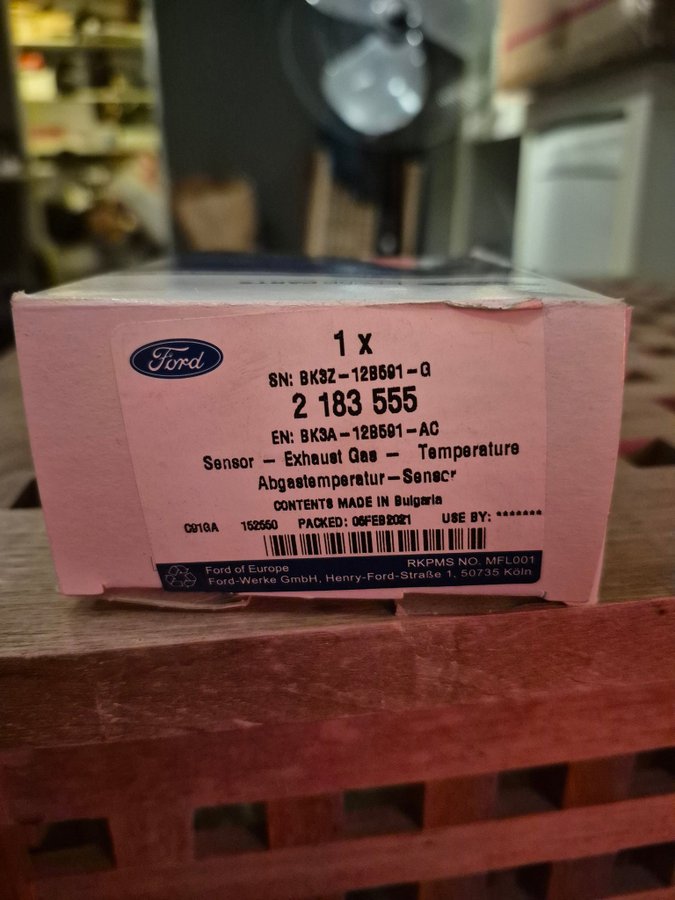 Ford
1 x
SN: BK3Z-12B591-G
2 183 555
EN: BK3A-12B591-AC
Sensor - Exhaust Gas - Temperature
Abgastemperatur-Sensor
CONTENTS MADE IN Bulgaria
C91GA 152550 PACKED: 05FEB2021 USE BY: *******
Ford of Europe RKPMS NO. MFL001
Ford-Werke GmbH, Henry-Ford-Straße 1, 50735 Köln